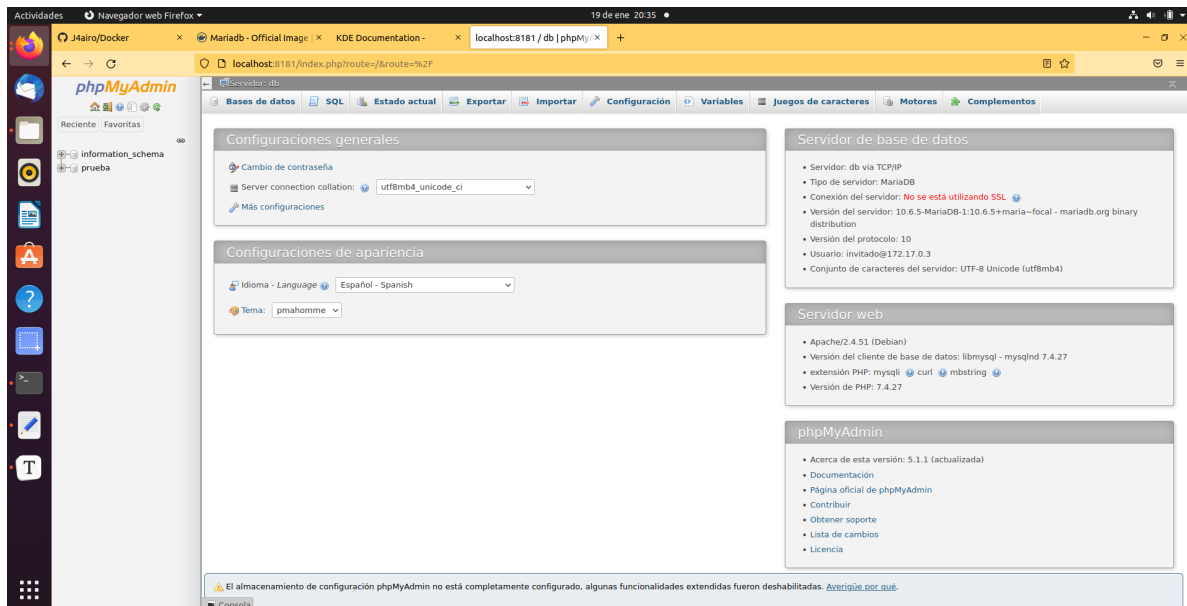 Actividades
Navegador web Firefox
19 de ene 20:35
J4airo/Docker
Mariadb - Official Image
KDE Documentation -
localhost:8181 / db | phpMy
localhost:8181/index.php?route=/&route=%2F
phpMyAdmin
Reciente Favoritas
information_schema
prueba
Servidor: db
Bases de datos SQL Estado actual Exportar Importar Configuración Variables Juegos de caracteres Motores Complementos
Configuraciones generales
Cambio de contraseña
Server connection collation: utf8mb4_unicode_ci
Más configuraciones
Configuraciones de apariencia
Idioma - Language Español - Spanish
Tema: pmahomme
Servidor de base de datos
• Servidor: db via TCP/IP
• Tipo de servidor: MariaDB
• Conexión del servidor: No se está utilizando SSL
• Versión del servidor: 10.6.5-MariaDB-1:10.6.5+maria~focal - mariadb.org binary
distribution
• Versión del protocolo: 10
• Usuario: invitado@172.17.0.3
• Conjunto de caracteres del servidor: UTF-8 Unicode (utf8mb4)
Servidor web
• Apache/2.4.51 (Debian)
• Versión del cliente de base de datos: libmysql - mysqlnd 7.4.27
• extensión PHP: mysqli curl mbstring
• Versión de PHP: 7.4.27
phpMyAdmin
• Acerca de esta versión: 5.1.1 (actualizada)
• Documentación
• Página oficial de phpMyAdmin
• Contribuir
• Obtener soporte
• Lista de cambios
• Licencia
El almacenamiento de configuración phpMyAdmin no está completamente configurado, algunas funcionalidades extendidas fueron deshabilitadas. Averigüe por qué.
Consola